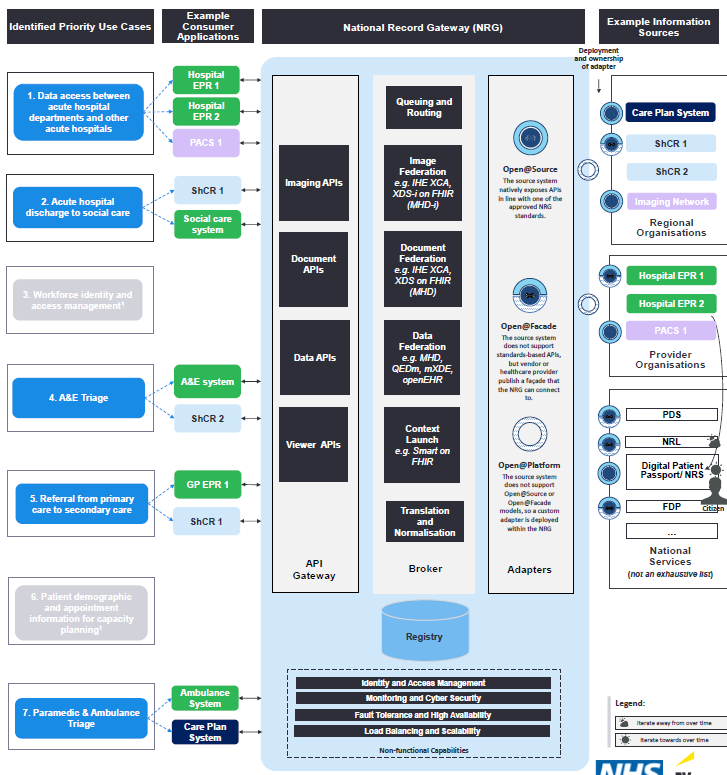 Identified Priority Use Cases
Example
Consumer
Applications
National Record Gateway (NRG)
Example Information
Sources
Deployment
and ownership
of adapter
1. Data access between
acute hospital
departments and other
acute hospitals
Hospital
EPR 1
Hospital
EPR 2
PACS 1
2. Acute hospital
discharge to social care
ShCR 1
Social care
system
3. Workforce identity and
access management¹
4. A&E Triage
A&E system
ShCR 2
5. Referral from primary
care to secondary care
GP EPR 1
ShCR 1
6. Patient demographic
and appointment
information for capacity
planning¹
7. Paramedic & Ambulance
Triage
Ambulance
System
Care Plan
System
Imaging APIs
Document
APIs
Data APIs
Viewer APIs
API
Gateway
Queuing and
Routing
Image
Federation
e.g. IHE XCA,
XDS-i on FHIR
(MHD-i)
Document
Federation
e.g. IHE XCA,
XDS on FHIR
(MHD)
Data
Federation
e.g. MHD,
QEDm, mXDE,
openEHR
Context
Launch
e.g. Smart on
FHIR
Translation
and
Normalisation
Broker
Open@Source
The source system
natively exposes APIs
in line with one of the
approved NRG
standards.
Open@Facade
The source system
does not support
standards-based APIs,
but vendor or
healthcare provider
publish a façade that
the NRG can connect
to.
Open@Platform
The source system
does not support
Open@Source or
Open@Facade
models, so a custom
adapter is deployed
within the NRG
Adapters
Registry
Identity and Access Management
Monitoring and Cyber Security
Fault Tolerance and High Availability
Load Balancing and Scalability
Non-functional Capabilities
Care Plan System
ShCR 1
ShCR 2
Imaging Network
Regional
Organisations
Hospital EPR 1
Hospital EPR 2
PACS 1
Provider
Organisations
PDS
NRL
Digital Patient
Passport/ NRS
FDP
Citizen
...
National
Services
(not an exhaustive list)
Legend:
Iterate away from over time
Iterate towards over time
NHS